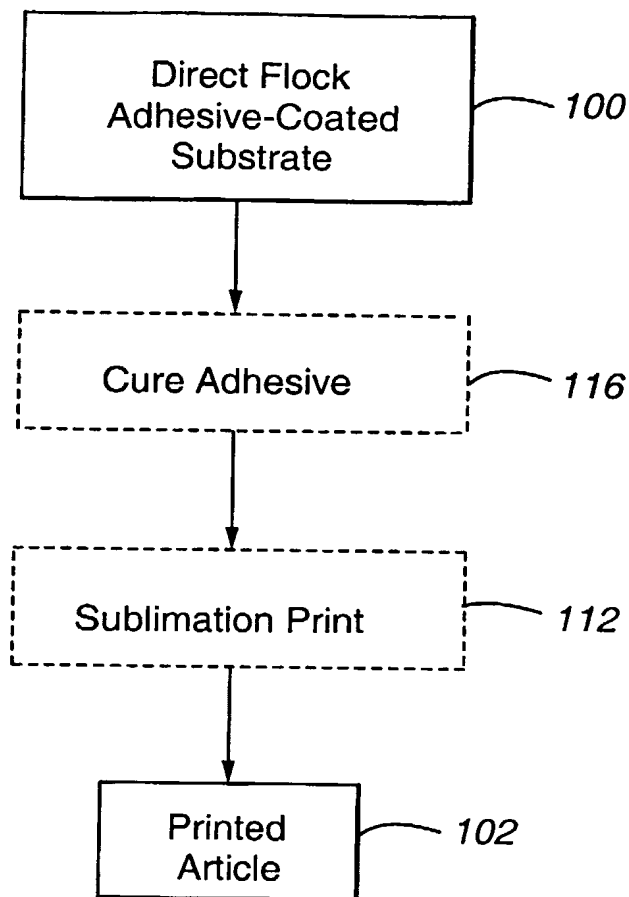 Direct Flock
Adhesive-Coated
Substrate
100
Cure Adhesive
116
Sublimation Print
112
Printed
Article
102